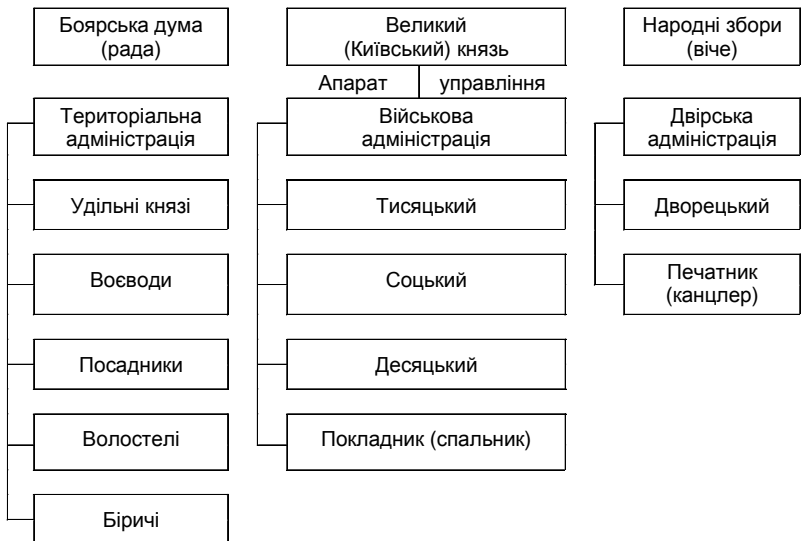 Боярська дума
(рада)
Великий
(Київський) князь
Народні збори
(віче)
Апарат управління
Територіальна
адміністрація
Військова
адміністрація
Двірська
адміністрація
Удільні князі
Тисяцький
Дворецький
Воєводи
Соцький
Печатник
(канцлер)
Посадники
Десяцький
Волостелі
Покладник (спальник)
Біричі